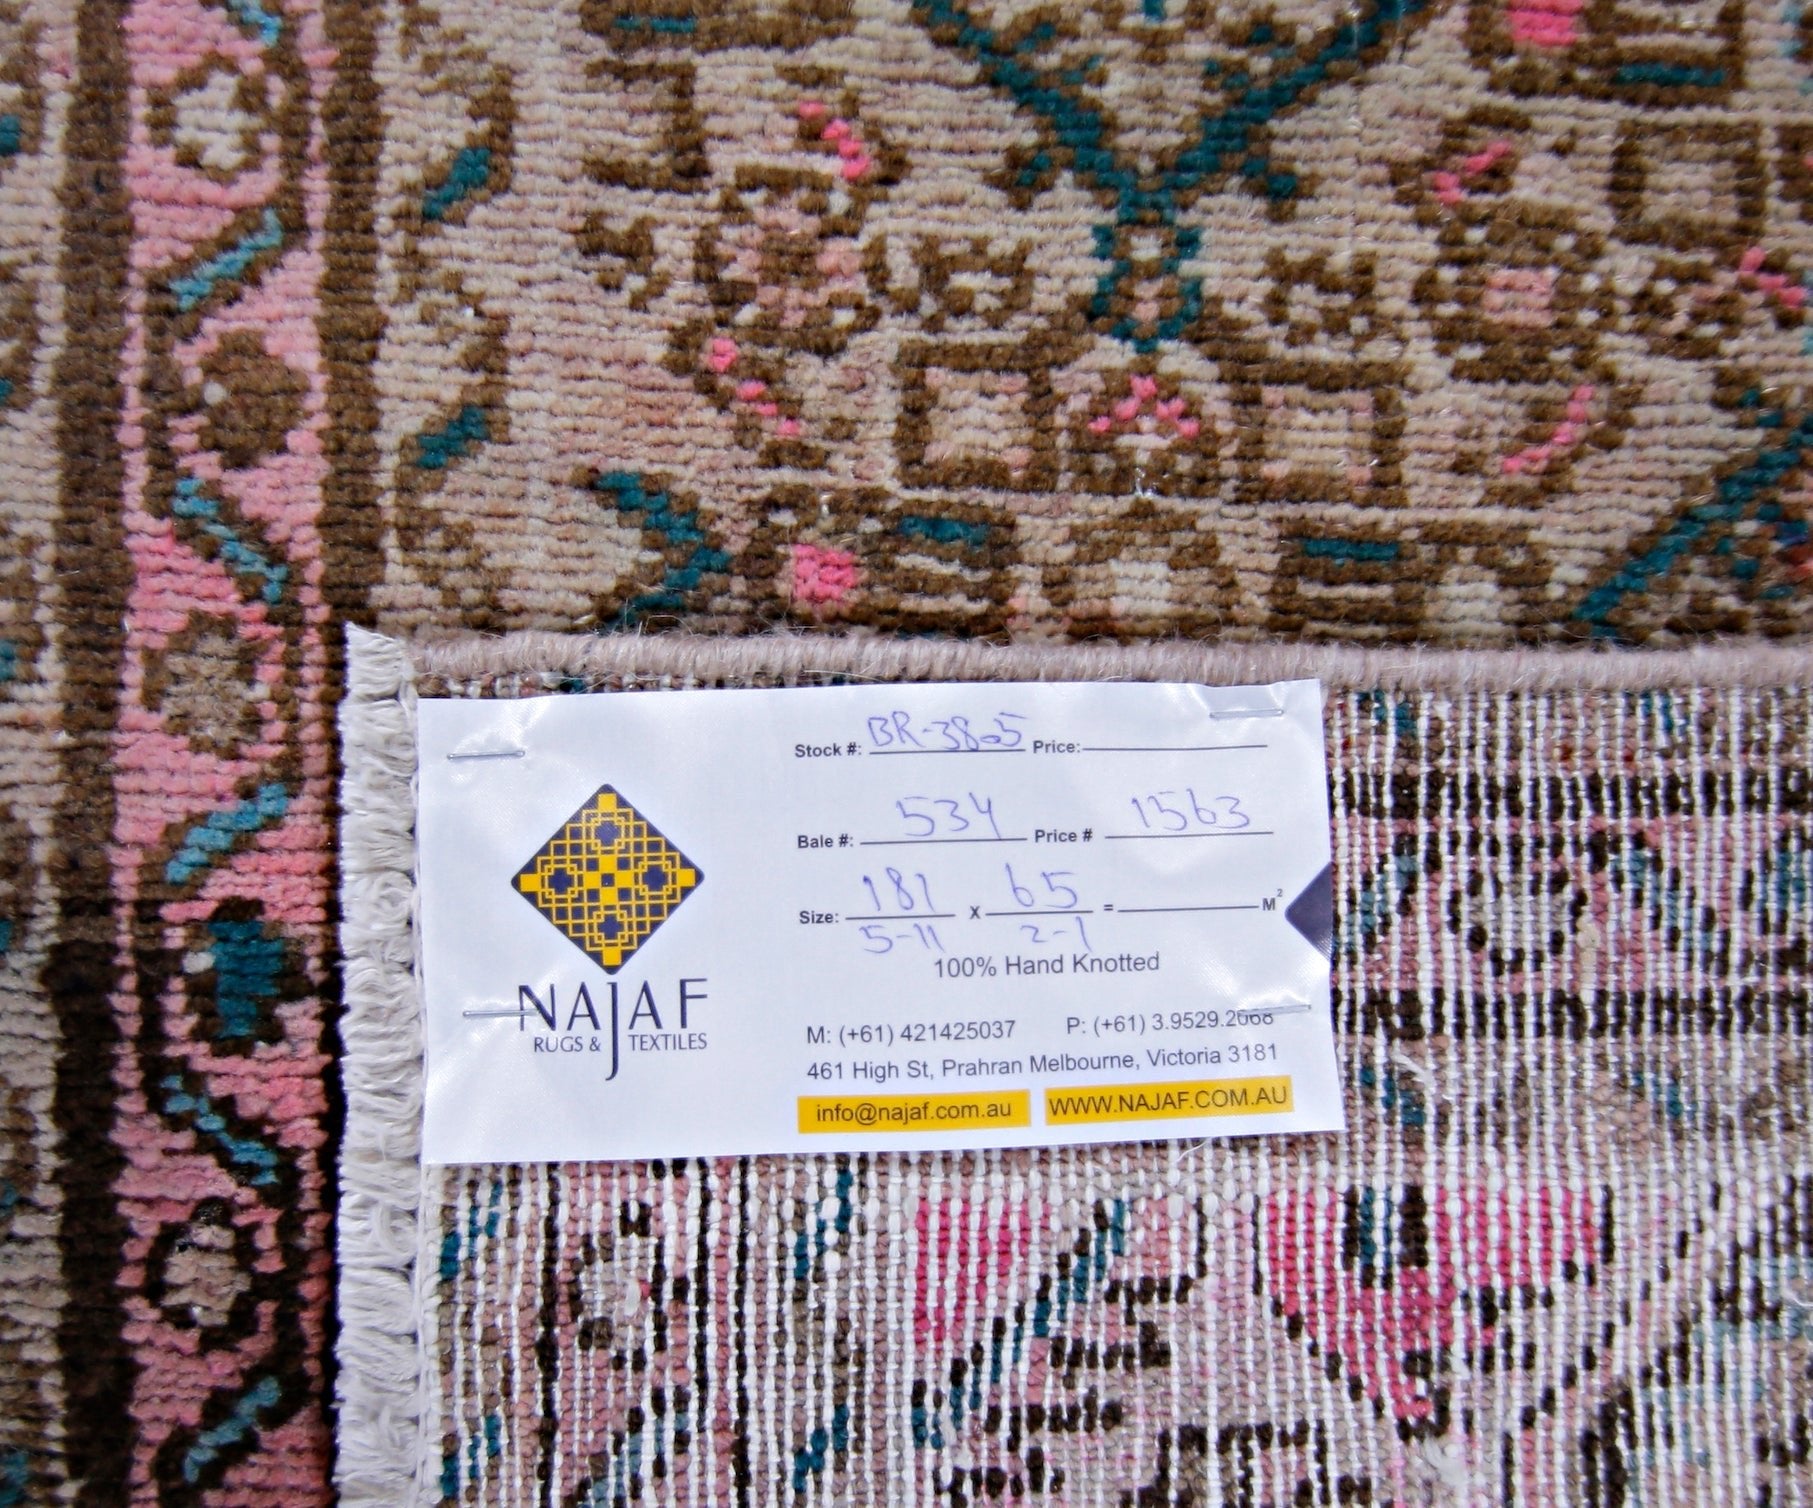 Stock #: BR-3805 Price:
Bale #: 534 Price # 1563
Size: 181 x 65 = M²
5-11 2-1
100% Hand Knotted
NAJAF
RUGS & TEXTILES
M: (+61) 421425037 P: (+61) 3.9529.2068
461 High St, Prahran Melbourne, Victoria 3181
info@najaf.com.au WWW.NAJAF.COM.AU